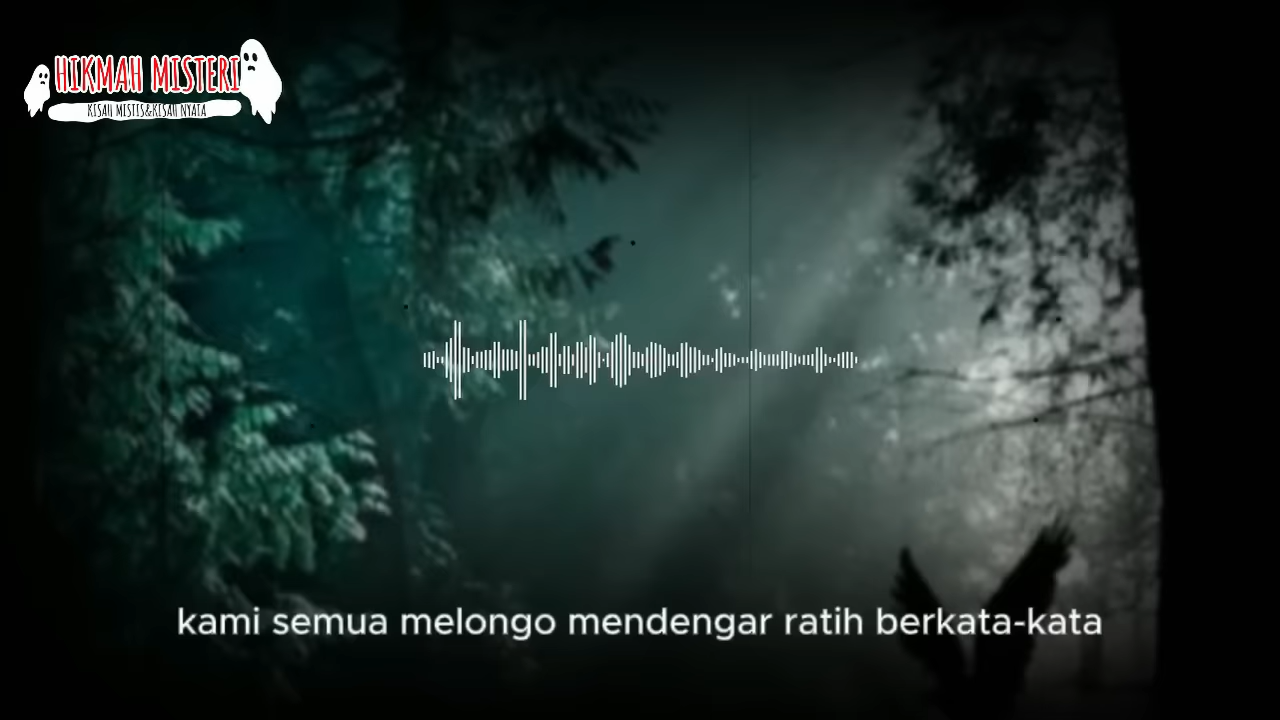 HIKMAH MISTERI
KISAH MISTIS&KISAH NYATA
kami semua melongo mendengar ratih berkata-kata